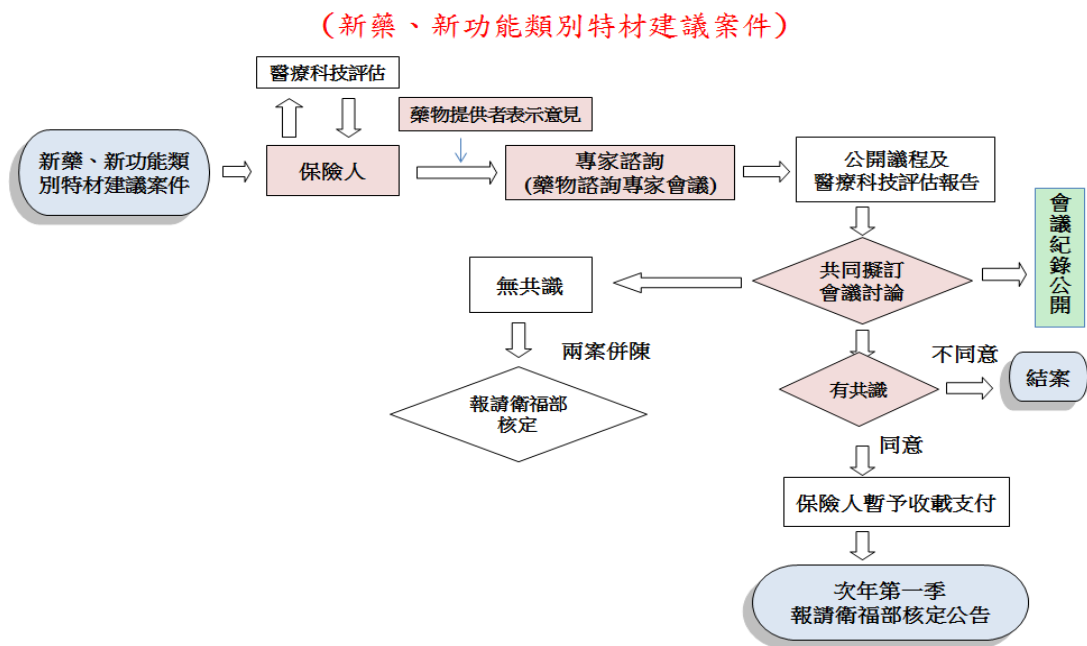 (新藥、新功能類別特材建議案件)
醫療科技評估
藥物提供者表示意見
新藥、新功能類
別特材建議案件
保險人
專家諮詢
(藥物諮詢專家會議)
公開議程及
醫療科技評估報告
會議紀錄公開
共同擬訂
會議討論
無共識
兩案併陳
不同意
結案
有共識
報請衛福部
核定
同意
保險人暫予收載支付
次年第一季
報請衛福部核定公告